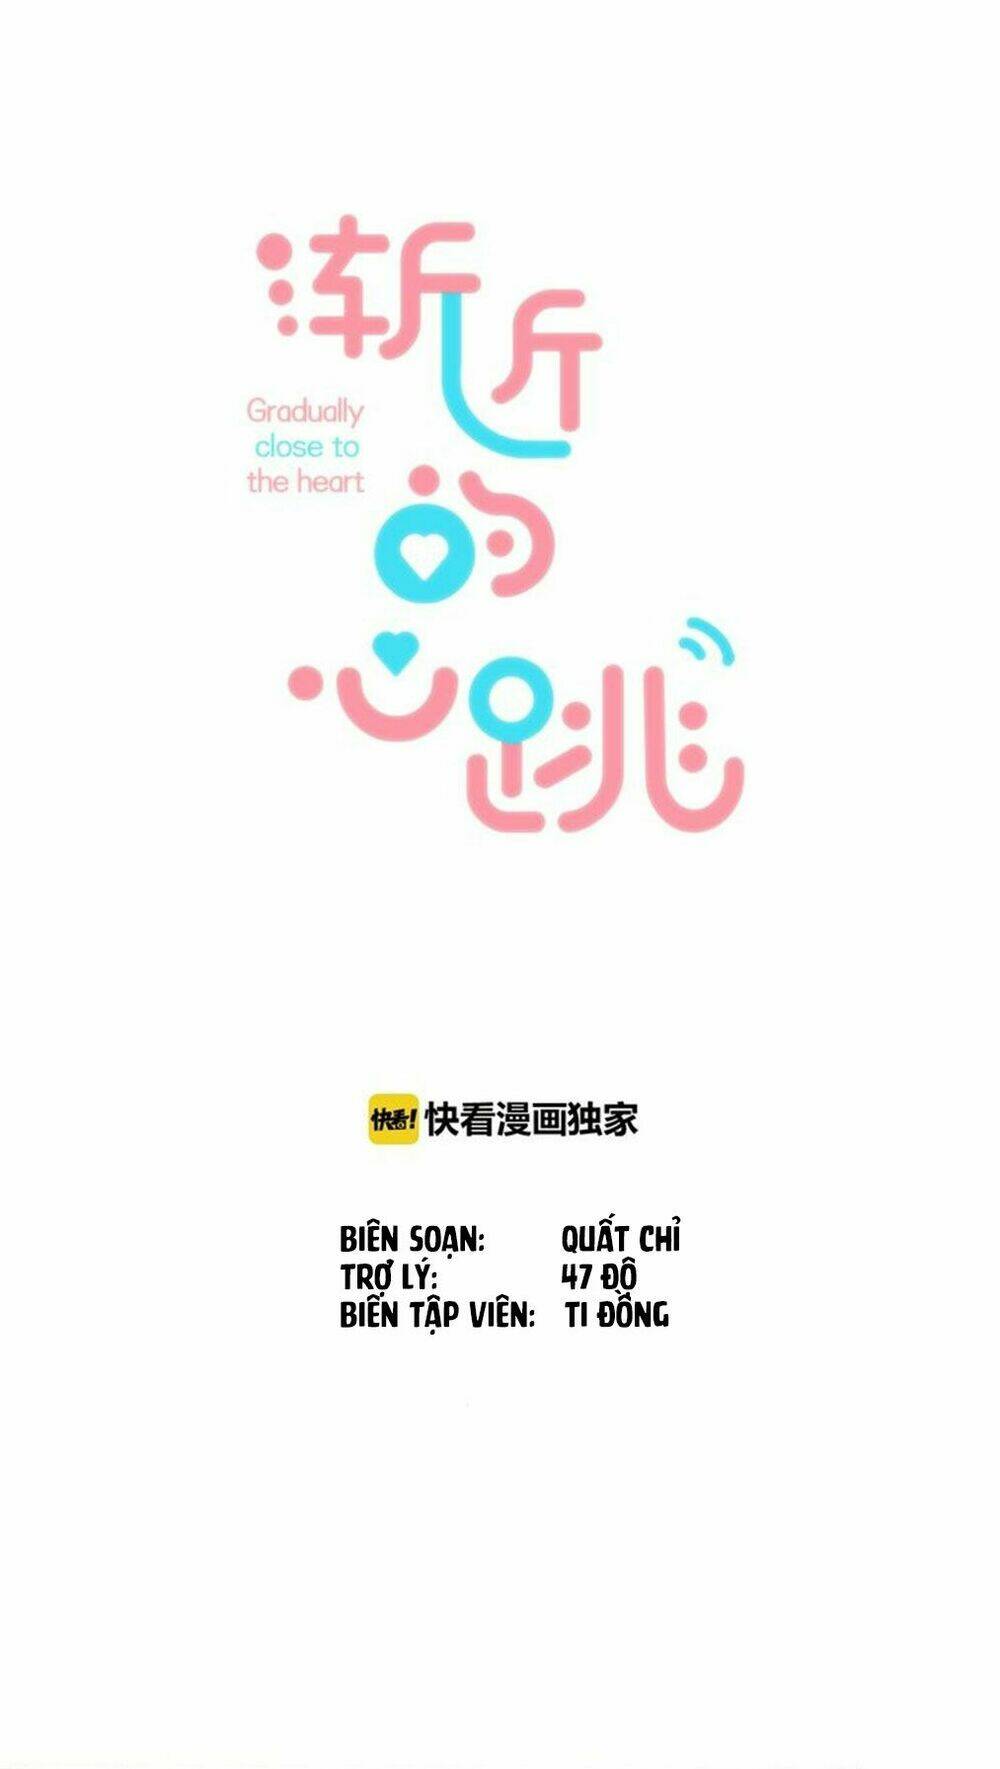 渐近
Gradually
close to
the heart
的
心跳
快看! 快看漫画独家
BIÊN SOẠN: QUẤT CHỈ
TRỢ LÝ: 47 ĐỘ
BIÊN TẬP VIÊN: TI ĐỒNG